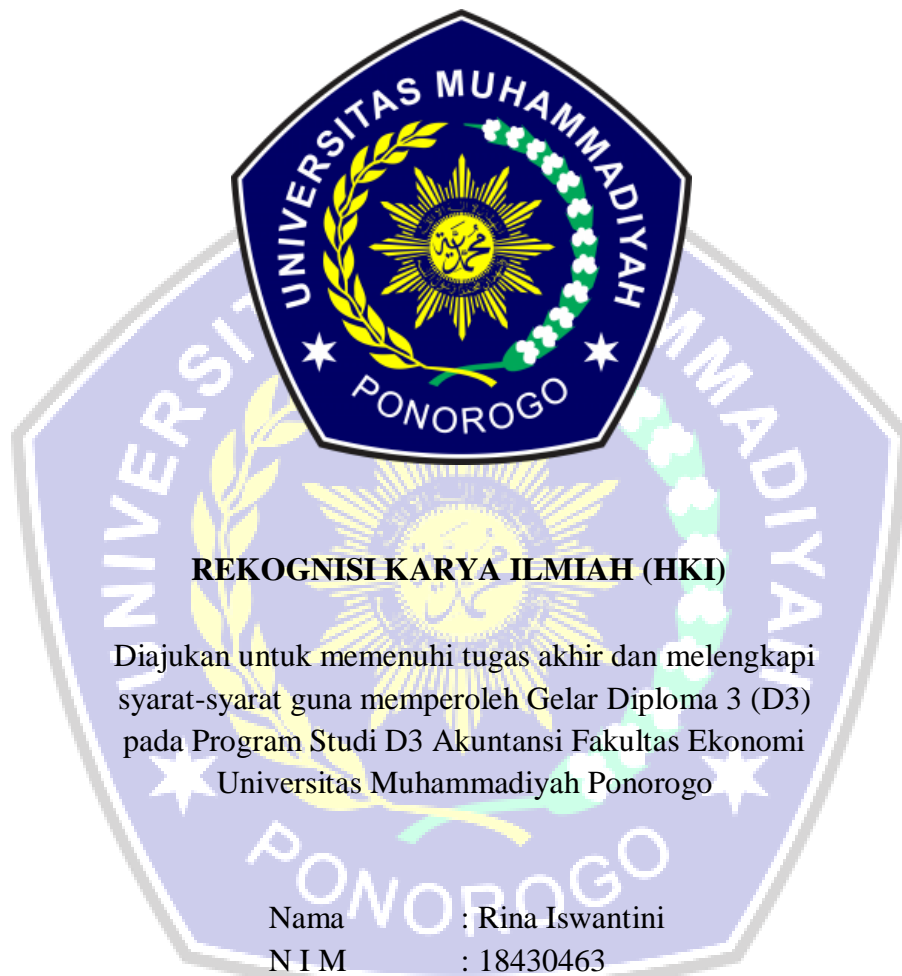 UNIVERSITAS MUHAMMADIYAH
PONOROGO
REKOGNISI KARYA ILMIAH (HKI)
Diajukan untuk memenuhi tugas akhir dan melengkapi
syarat-syarat guna memperoleh Gelar Diploma 3 (D3)
pada Program Studi D3 Akuntansi Fakultas Ekonomi
Universitas Muhammadiyah Ponorogo
Nama : Rina Iswantini
N I M : 18430463